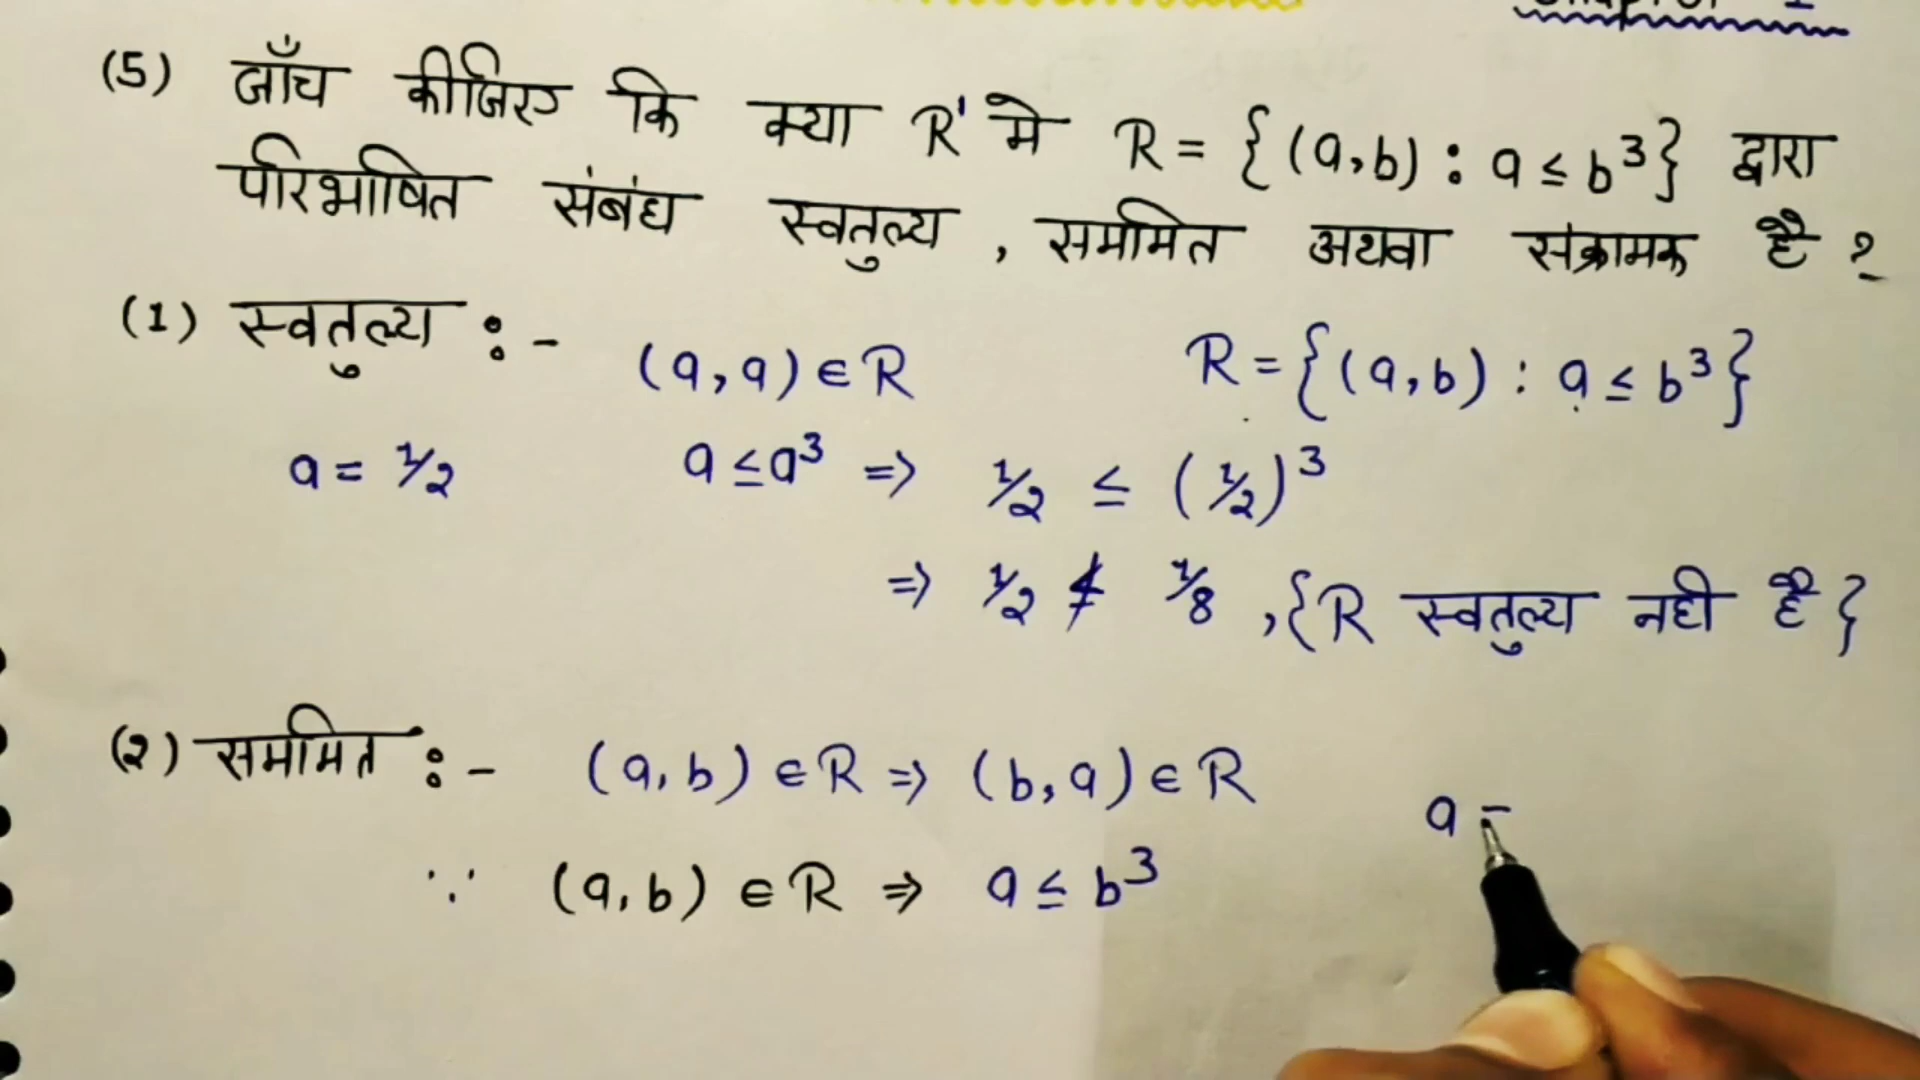 (5) जाँच कीजिए कि क्या R में R = {(a,b) : a ≤ b³} द्वारा
परिभाषित संबंध स्वतुल्य , सममित अथवा संक्रामक है ?
(1) स्वतुल्य :- (a,a) ∈ R R = {(a,b) : a ≤ b³}
a = 1/2 a ≤ a³ ⇒ 1/2 ≤ (1/2)³
⇒ 1/2 ≰ 1/8 , {R स्वतुल्य नही है}
(2) सममित :- (a,b) ∈ R ⇒ (b,a) ∈ R
a =
∵ (a,b) ∈ R ⇒ a ≤ b³